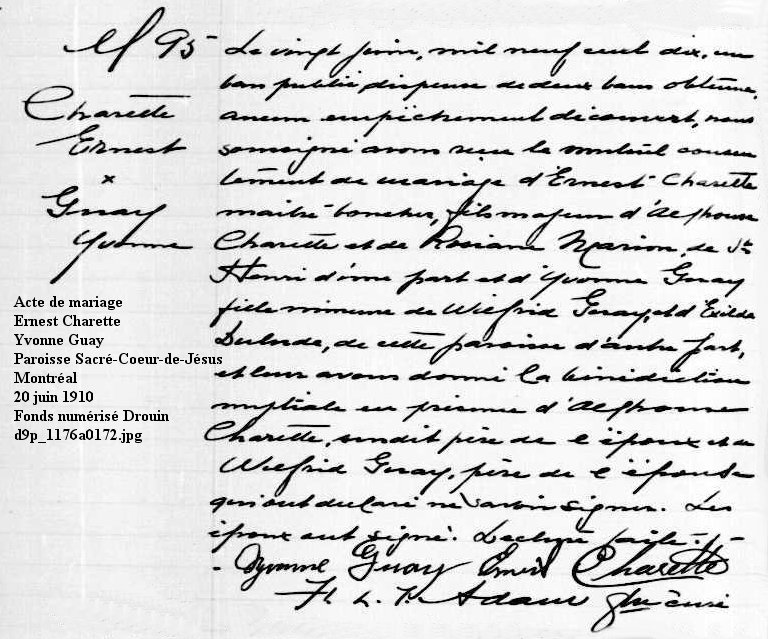 M 95
Charette
Ernest
x
Guay
Yvonne
Le vingt juin, mil neuf cent dix, un
ban publié dispense de deux bans obtenue,
aucun empêchement découvert, nous
soussigné avons reçu le mutuel consen
tement de mariage d'Ernest Charette
maître-boucher, fils majeur d'Alphonse
Charette et de Rosiane Marion, de St
Henri d'une part et d'Yvonne Guay
fille mineure de Wilfrid Guay, et d'Exilda
de cette paroisse d'autre part,
et leur avons donné la bénédiction
nuptiale en présence d'Alphonse
Charette, susdit père de l'époux et de
Wilfrid Guay, père de l'épouse
qui ont déclaré ne savoir signer. Les
époux ont signé. Lecture faite.
Yvonne Guay Ernest Charette
Adam curé
Acte de mariage
Ernest Charette
Yvonne Guay
Paroisse Sacré-Coeur-de-Jésus
Montréal
20 juin 1910
Fonds numérisé Drouin
d9p_1176a0172.jpg